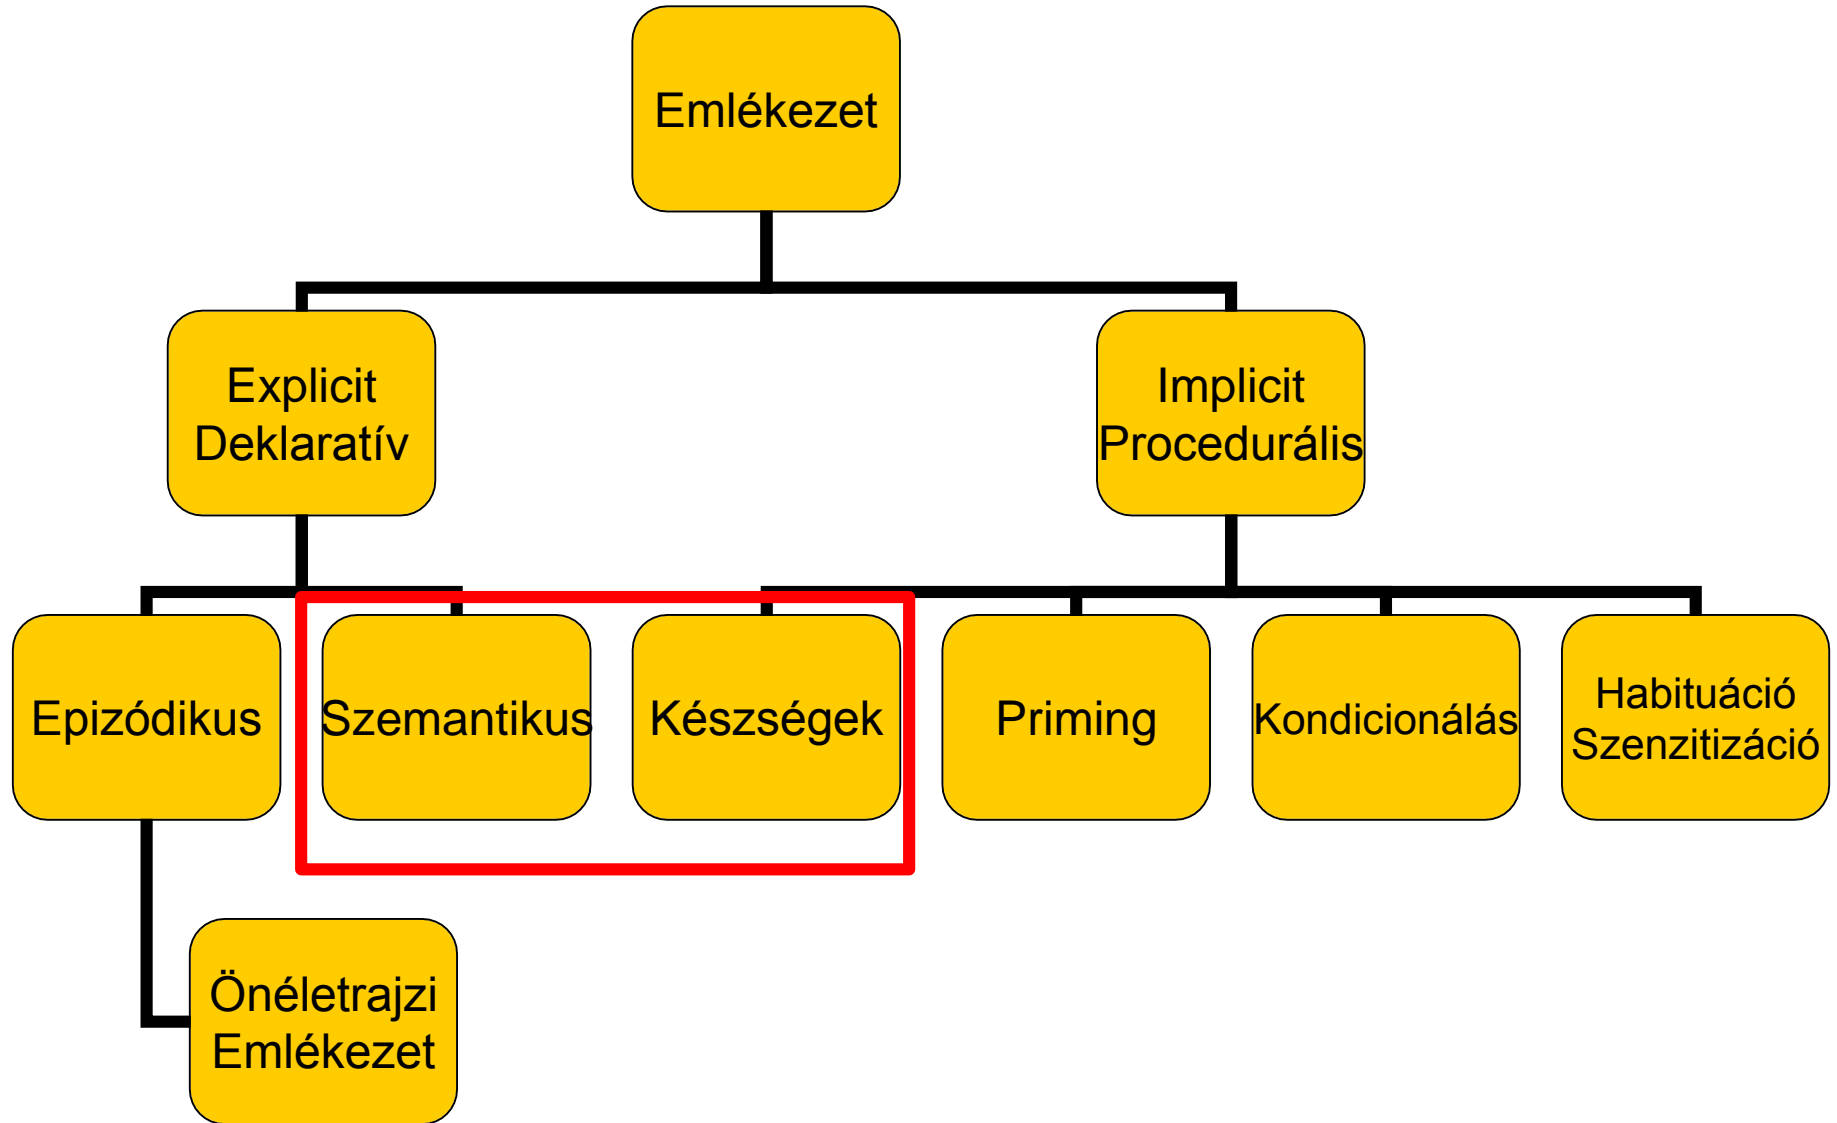 Emlékezet
Explicit
Deklaratív
Implicit
Procedurális
Epizódikus
Szemantikus
Készségek
Priming
Kondicionálás
Habituáció
Szenzitizáció
Önéletrajzi
Emlékezet